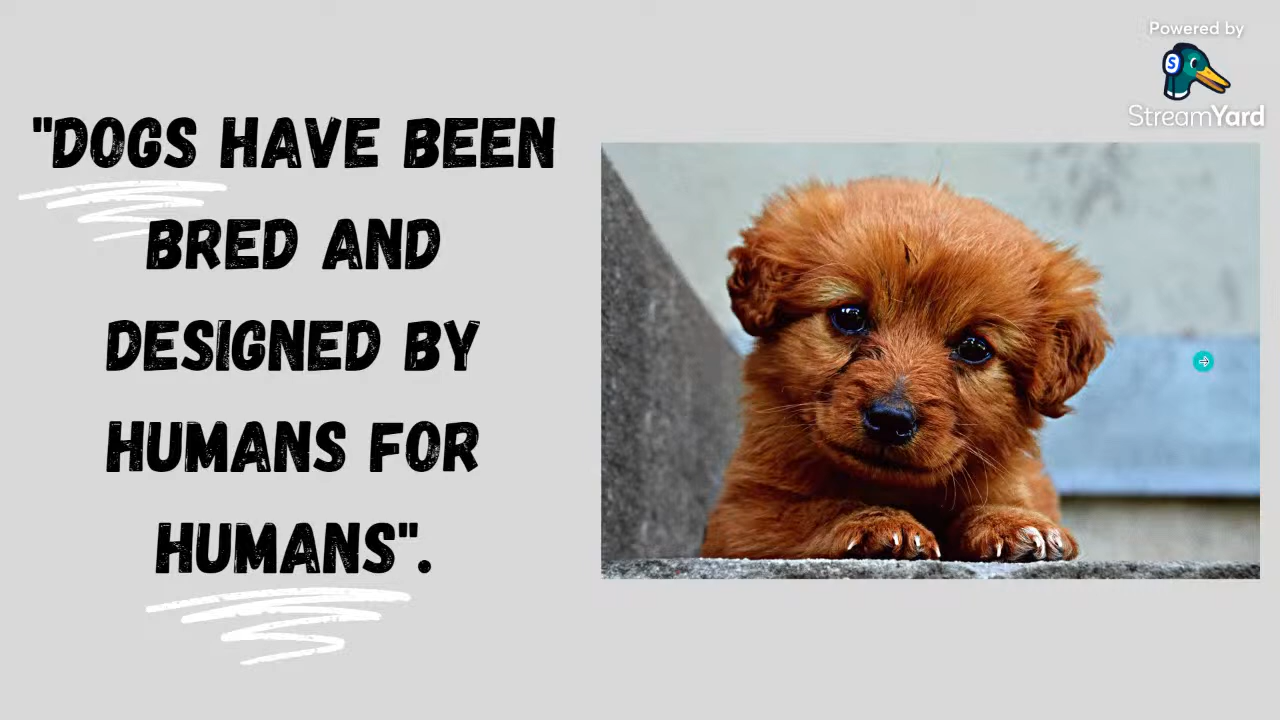 "DOGS HAVE BEEN
BRED AND
DESIGNED BY
HUMANS FOR
HUMANS".
Powered by
S
StreamYard